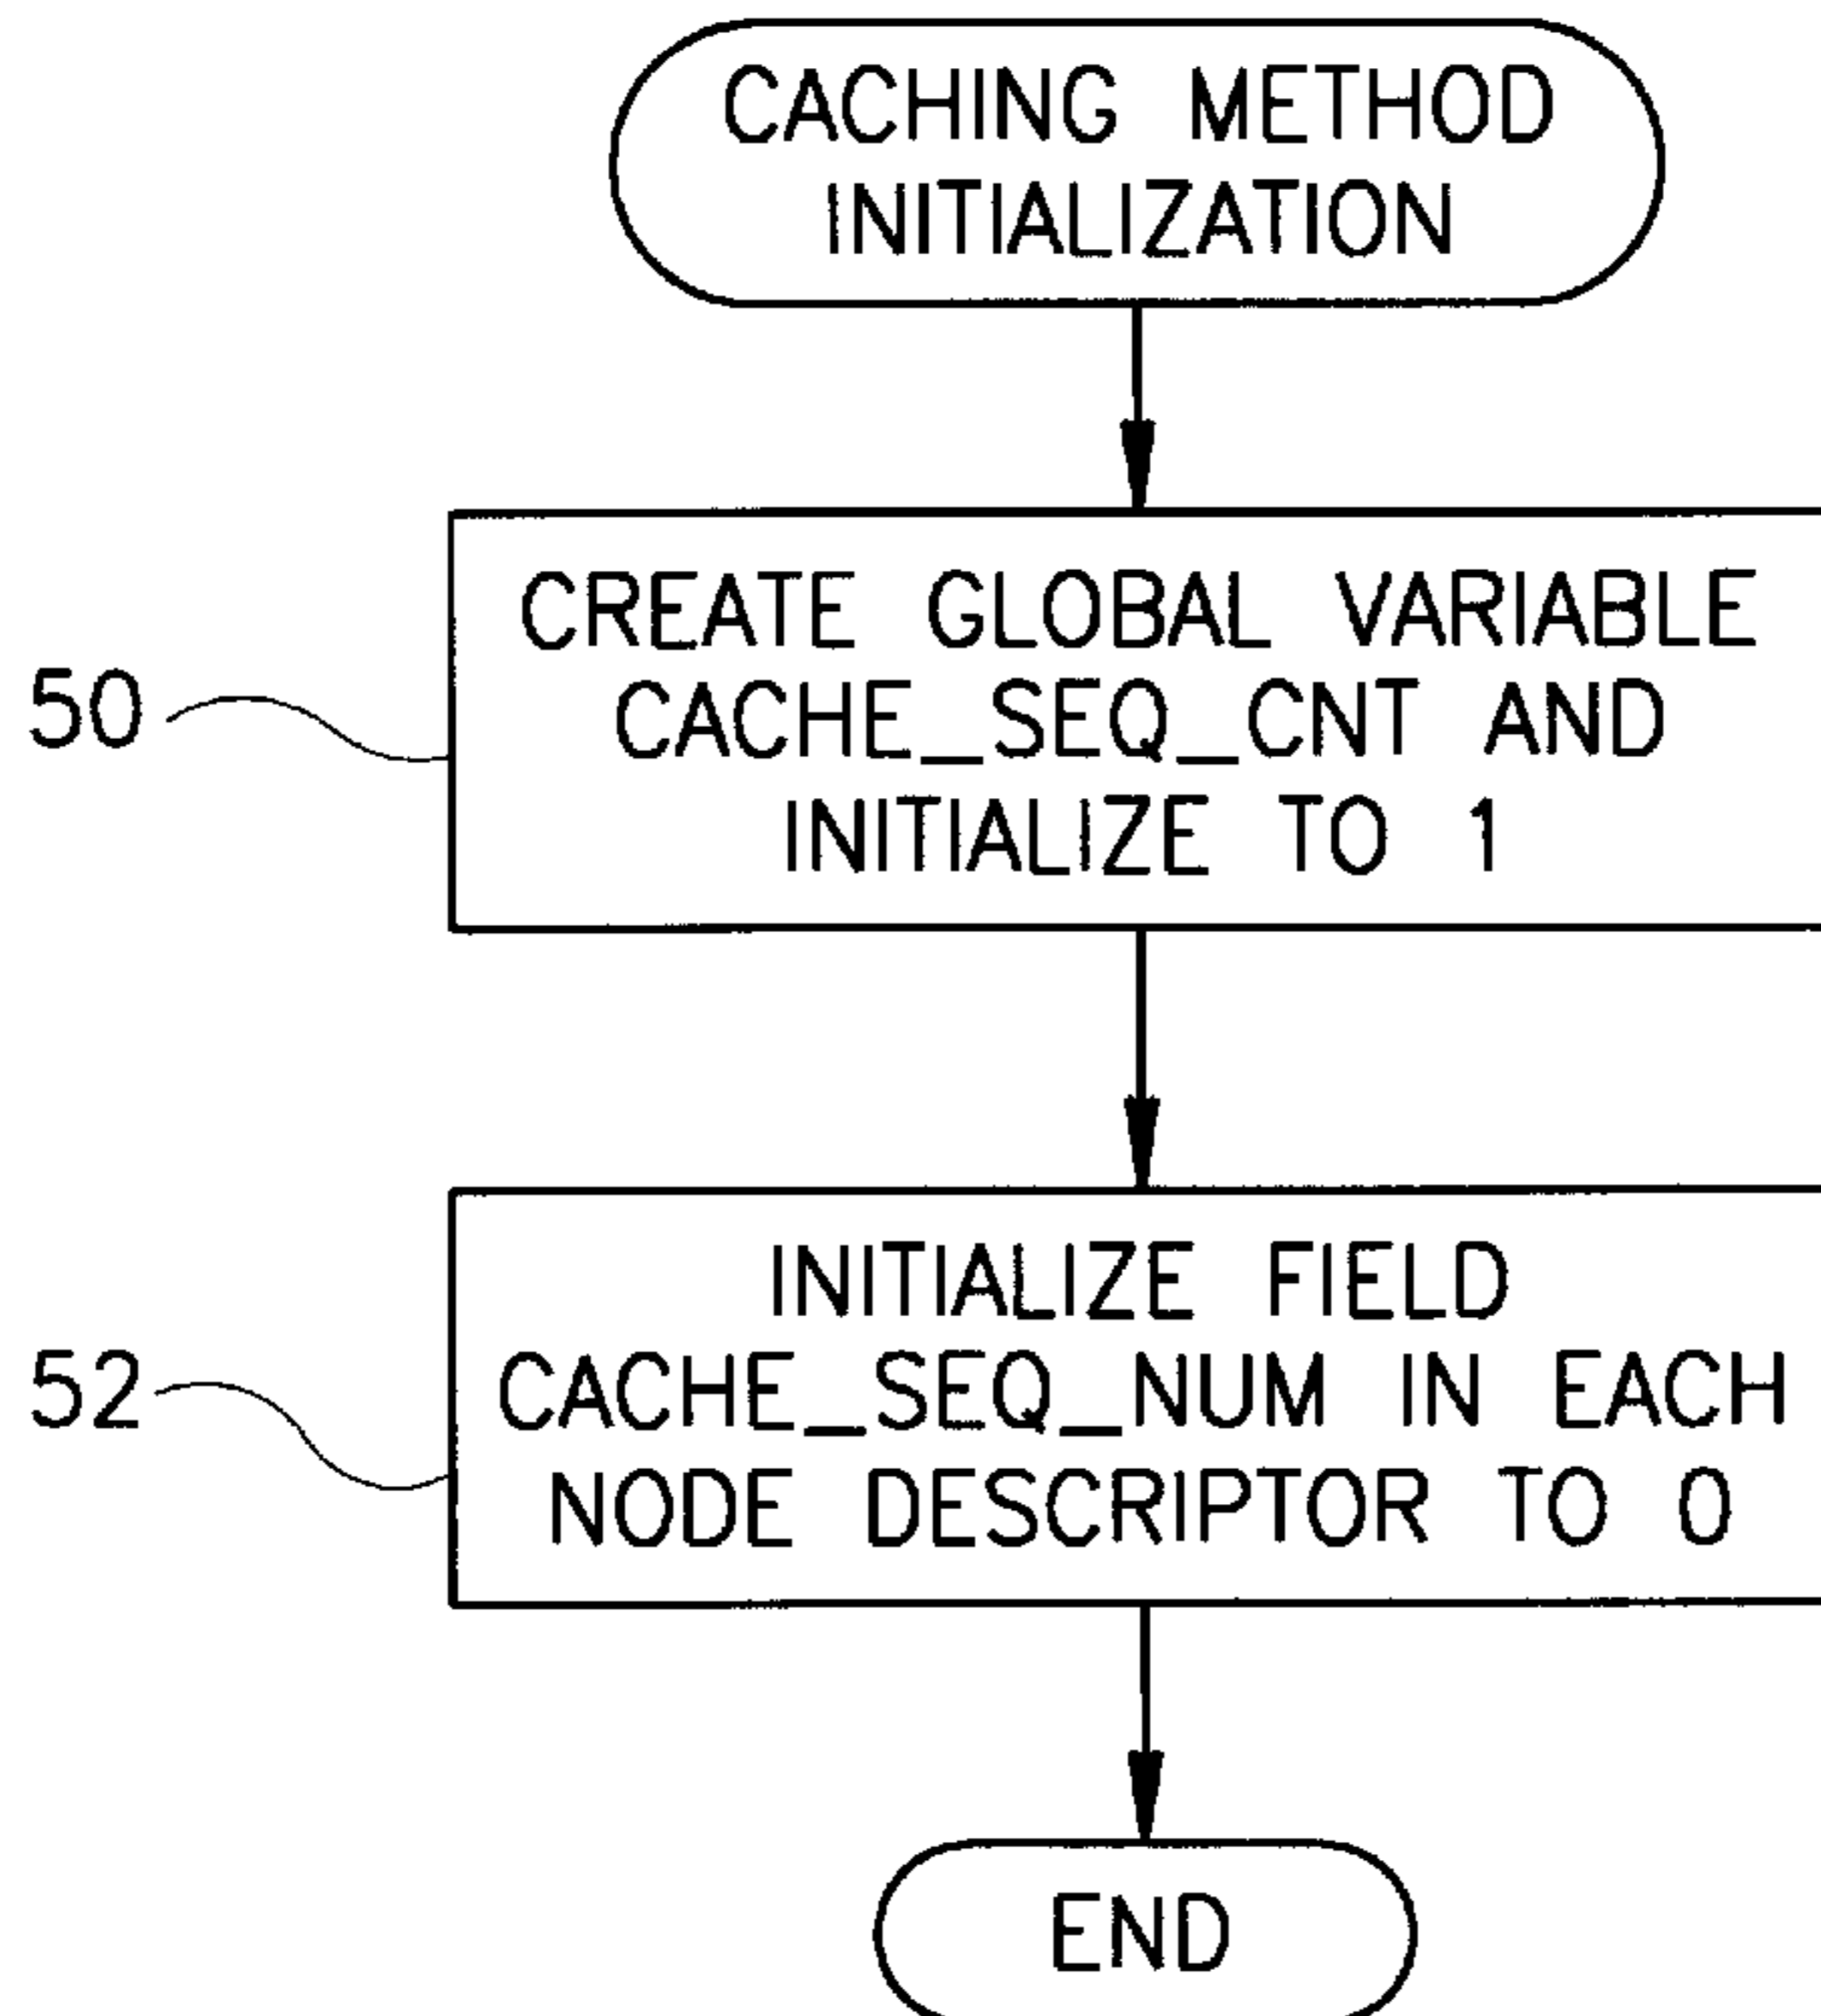 CACHING METHOD
INITIALIZATION
CREATE GLOBAL VARIABLE
50
CACHE_SEQ_CNT AND
INITIALIZE TO 1
INITIALIZE FIELD
52
CACHE_SEQ_NUM IN EACH
NODE DESCRIPTOR TO 0
END